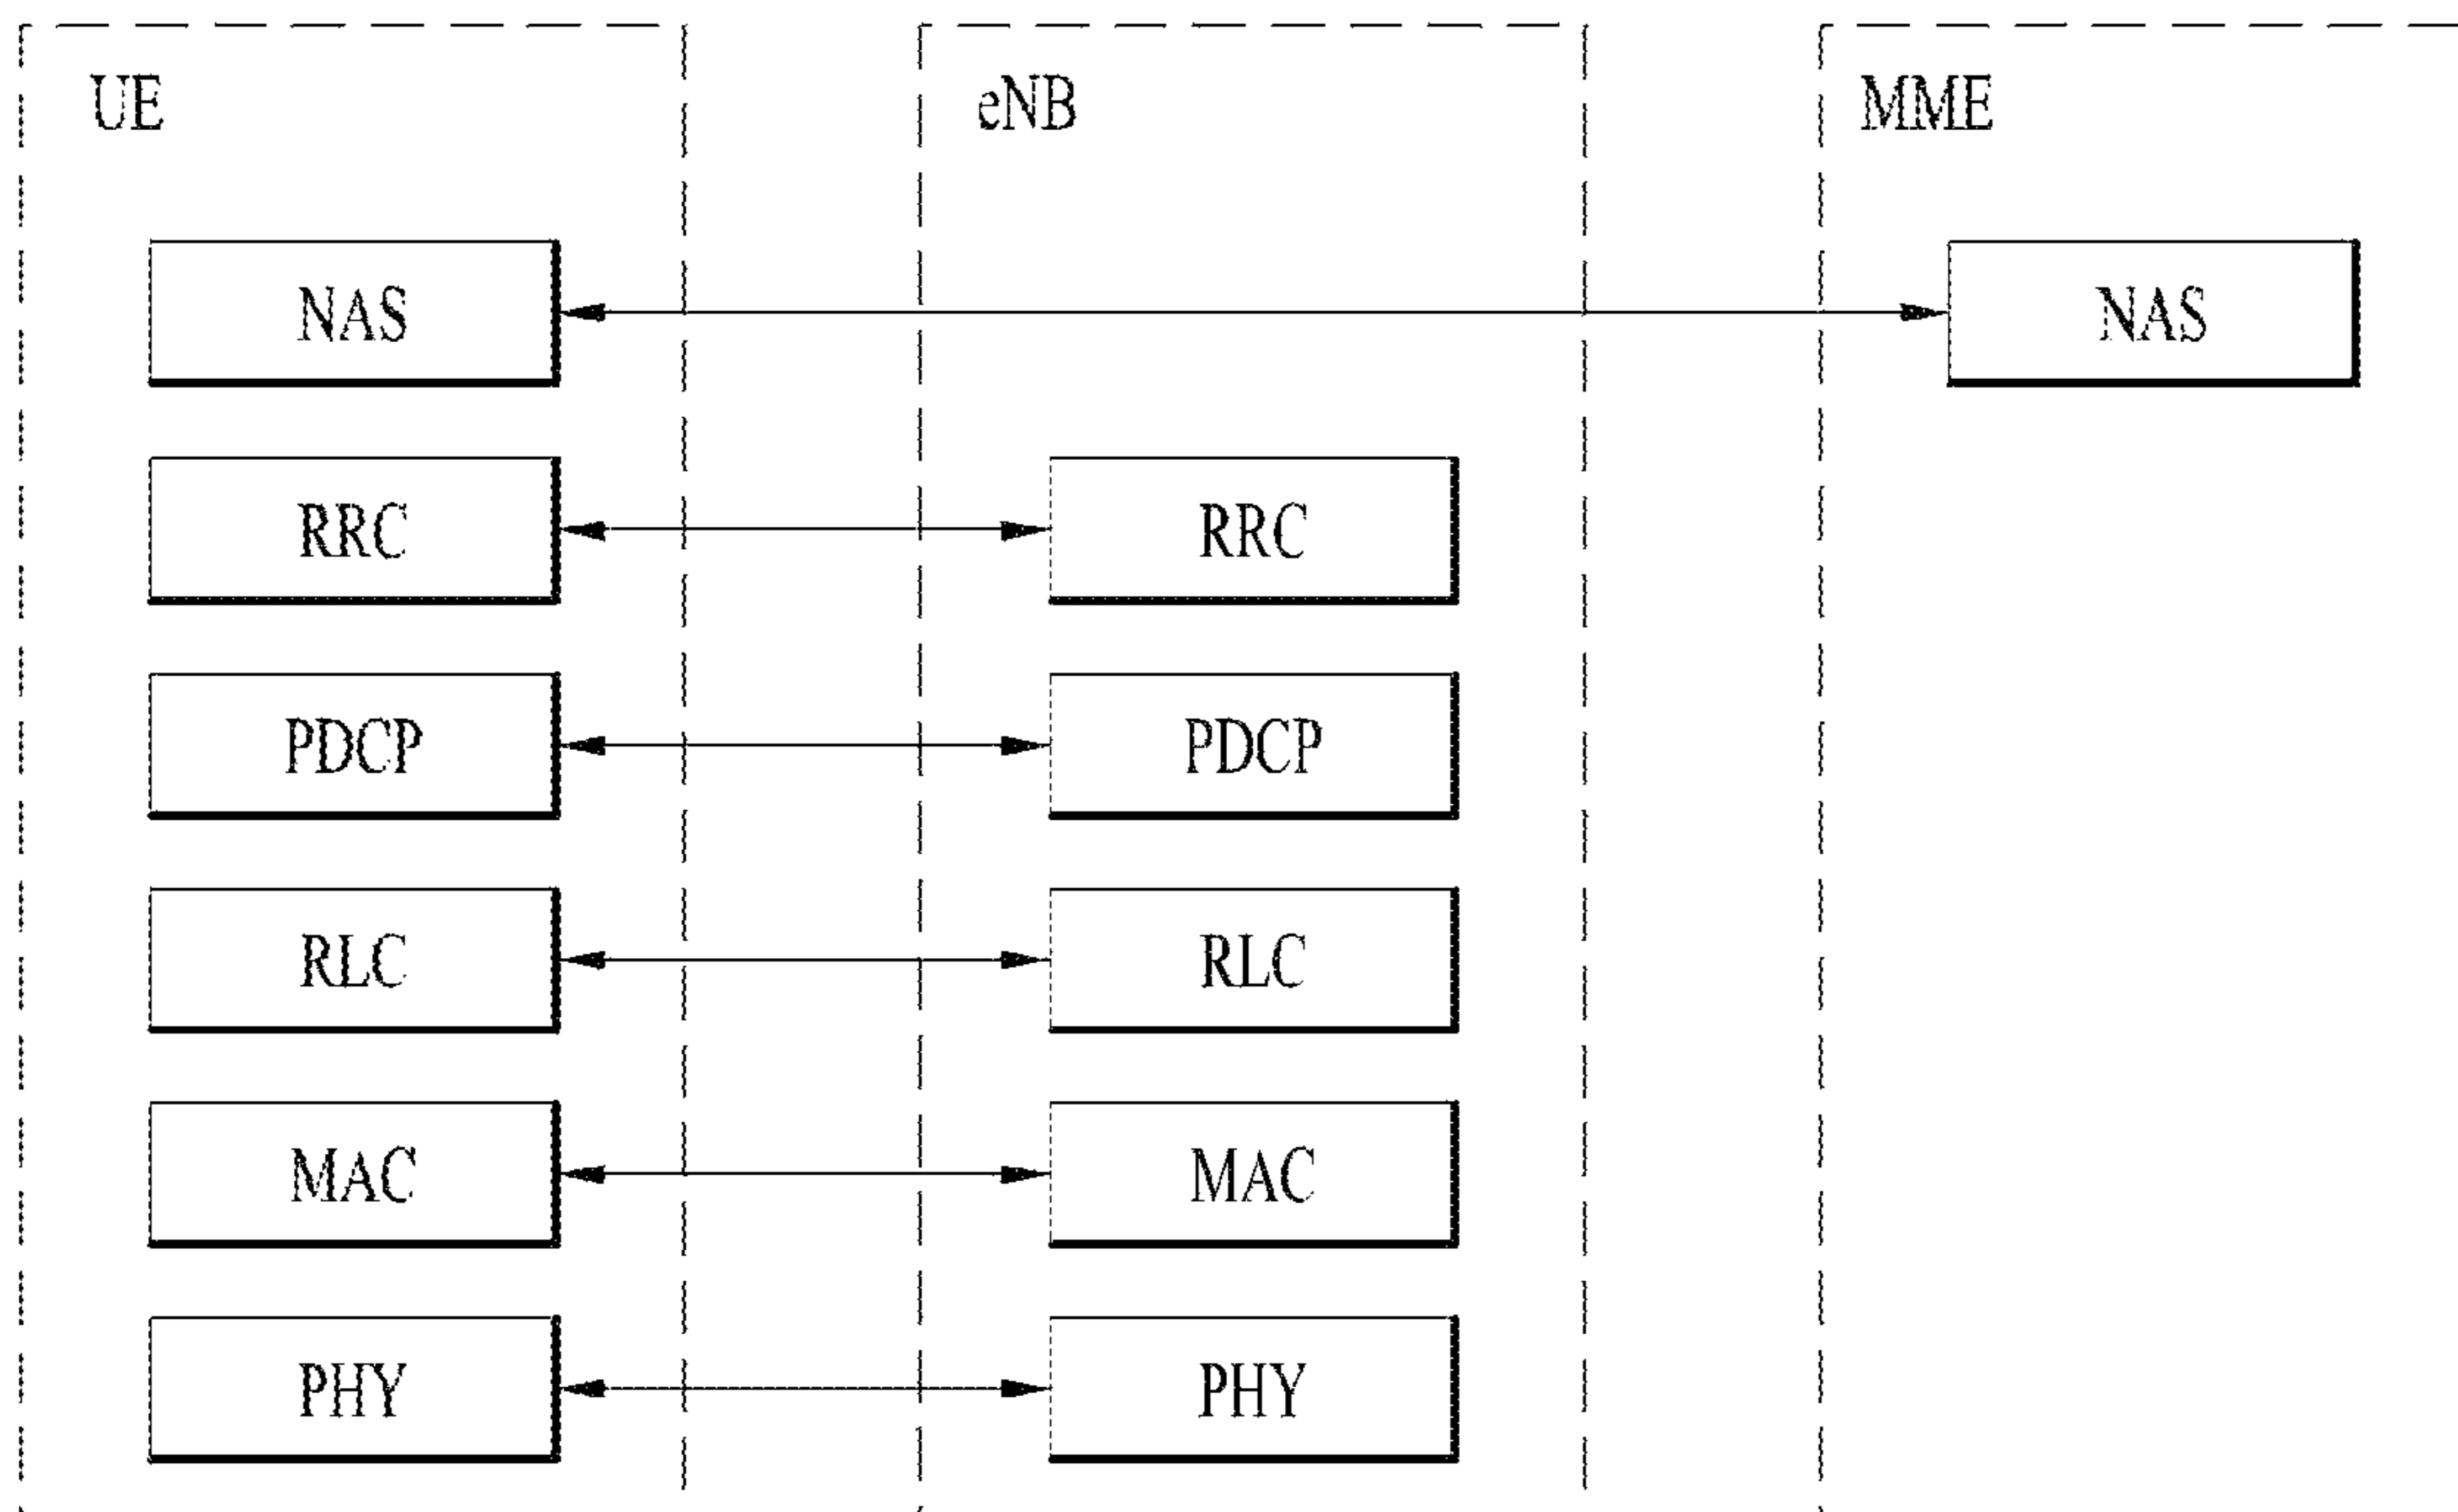 UE eNB MME
NAS NAS
RRC RRC
PDCP PDCP
RLC RLC
MAC MAC
PHY PHY